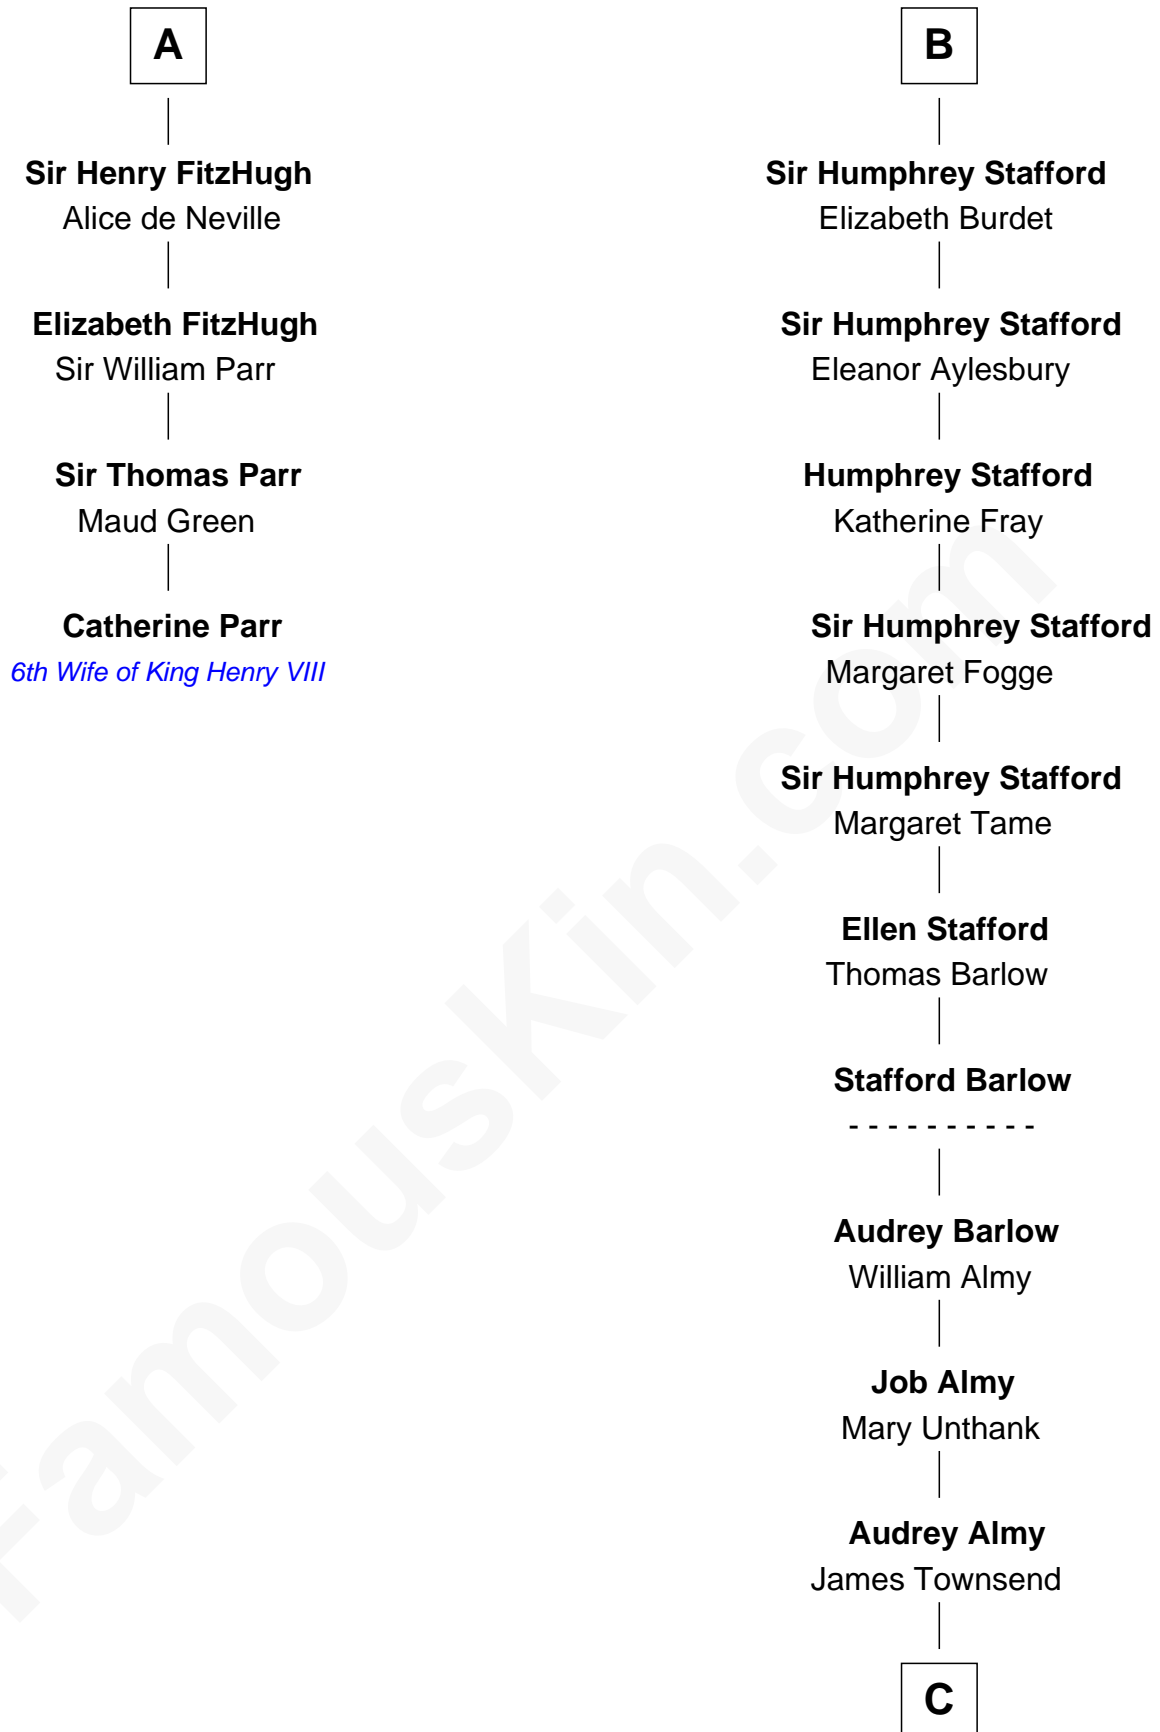 A
Sir Henry FitzHugh
Alice de Neville
Elizabeth FitzHugh
Sir William Parr
Sir Thomas Parr
Maud Green
Catherine Parr
6th Wife of King Henry VIII
B
Sir Humphrey Stafford
Elizabeth Burdet
Sir Humphrey Stafford
Eleanor Aylesbury
Humphrey Stafford
Katherine Fray
Sir Humphrey Stafford
Margaret Fogge
Sir Humphrey Stafford
Margaret Tame
Ellen Stafford
Thomas Barlow
Stafford Barlow
- - - - - - - - - -
Audrey Barlow
William Almy
Job Almy
Mary Unthank
Audrey Almy
James Townsend
C
FamousKin.com